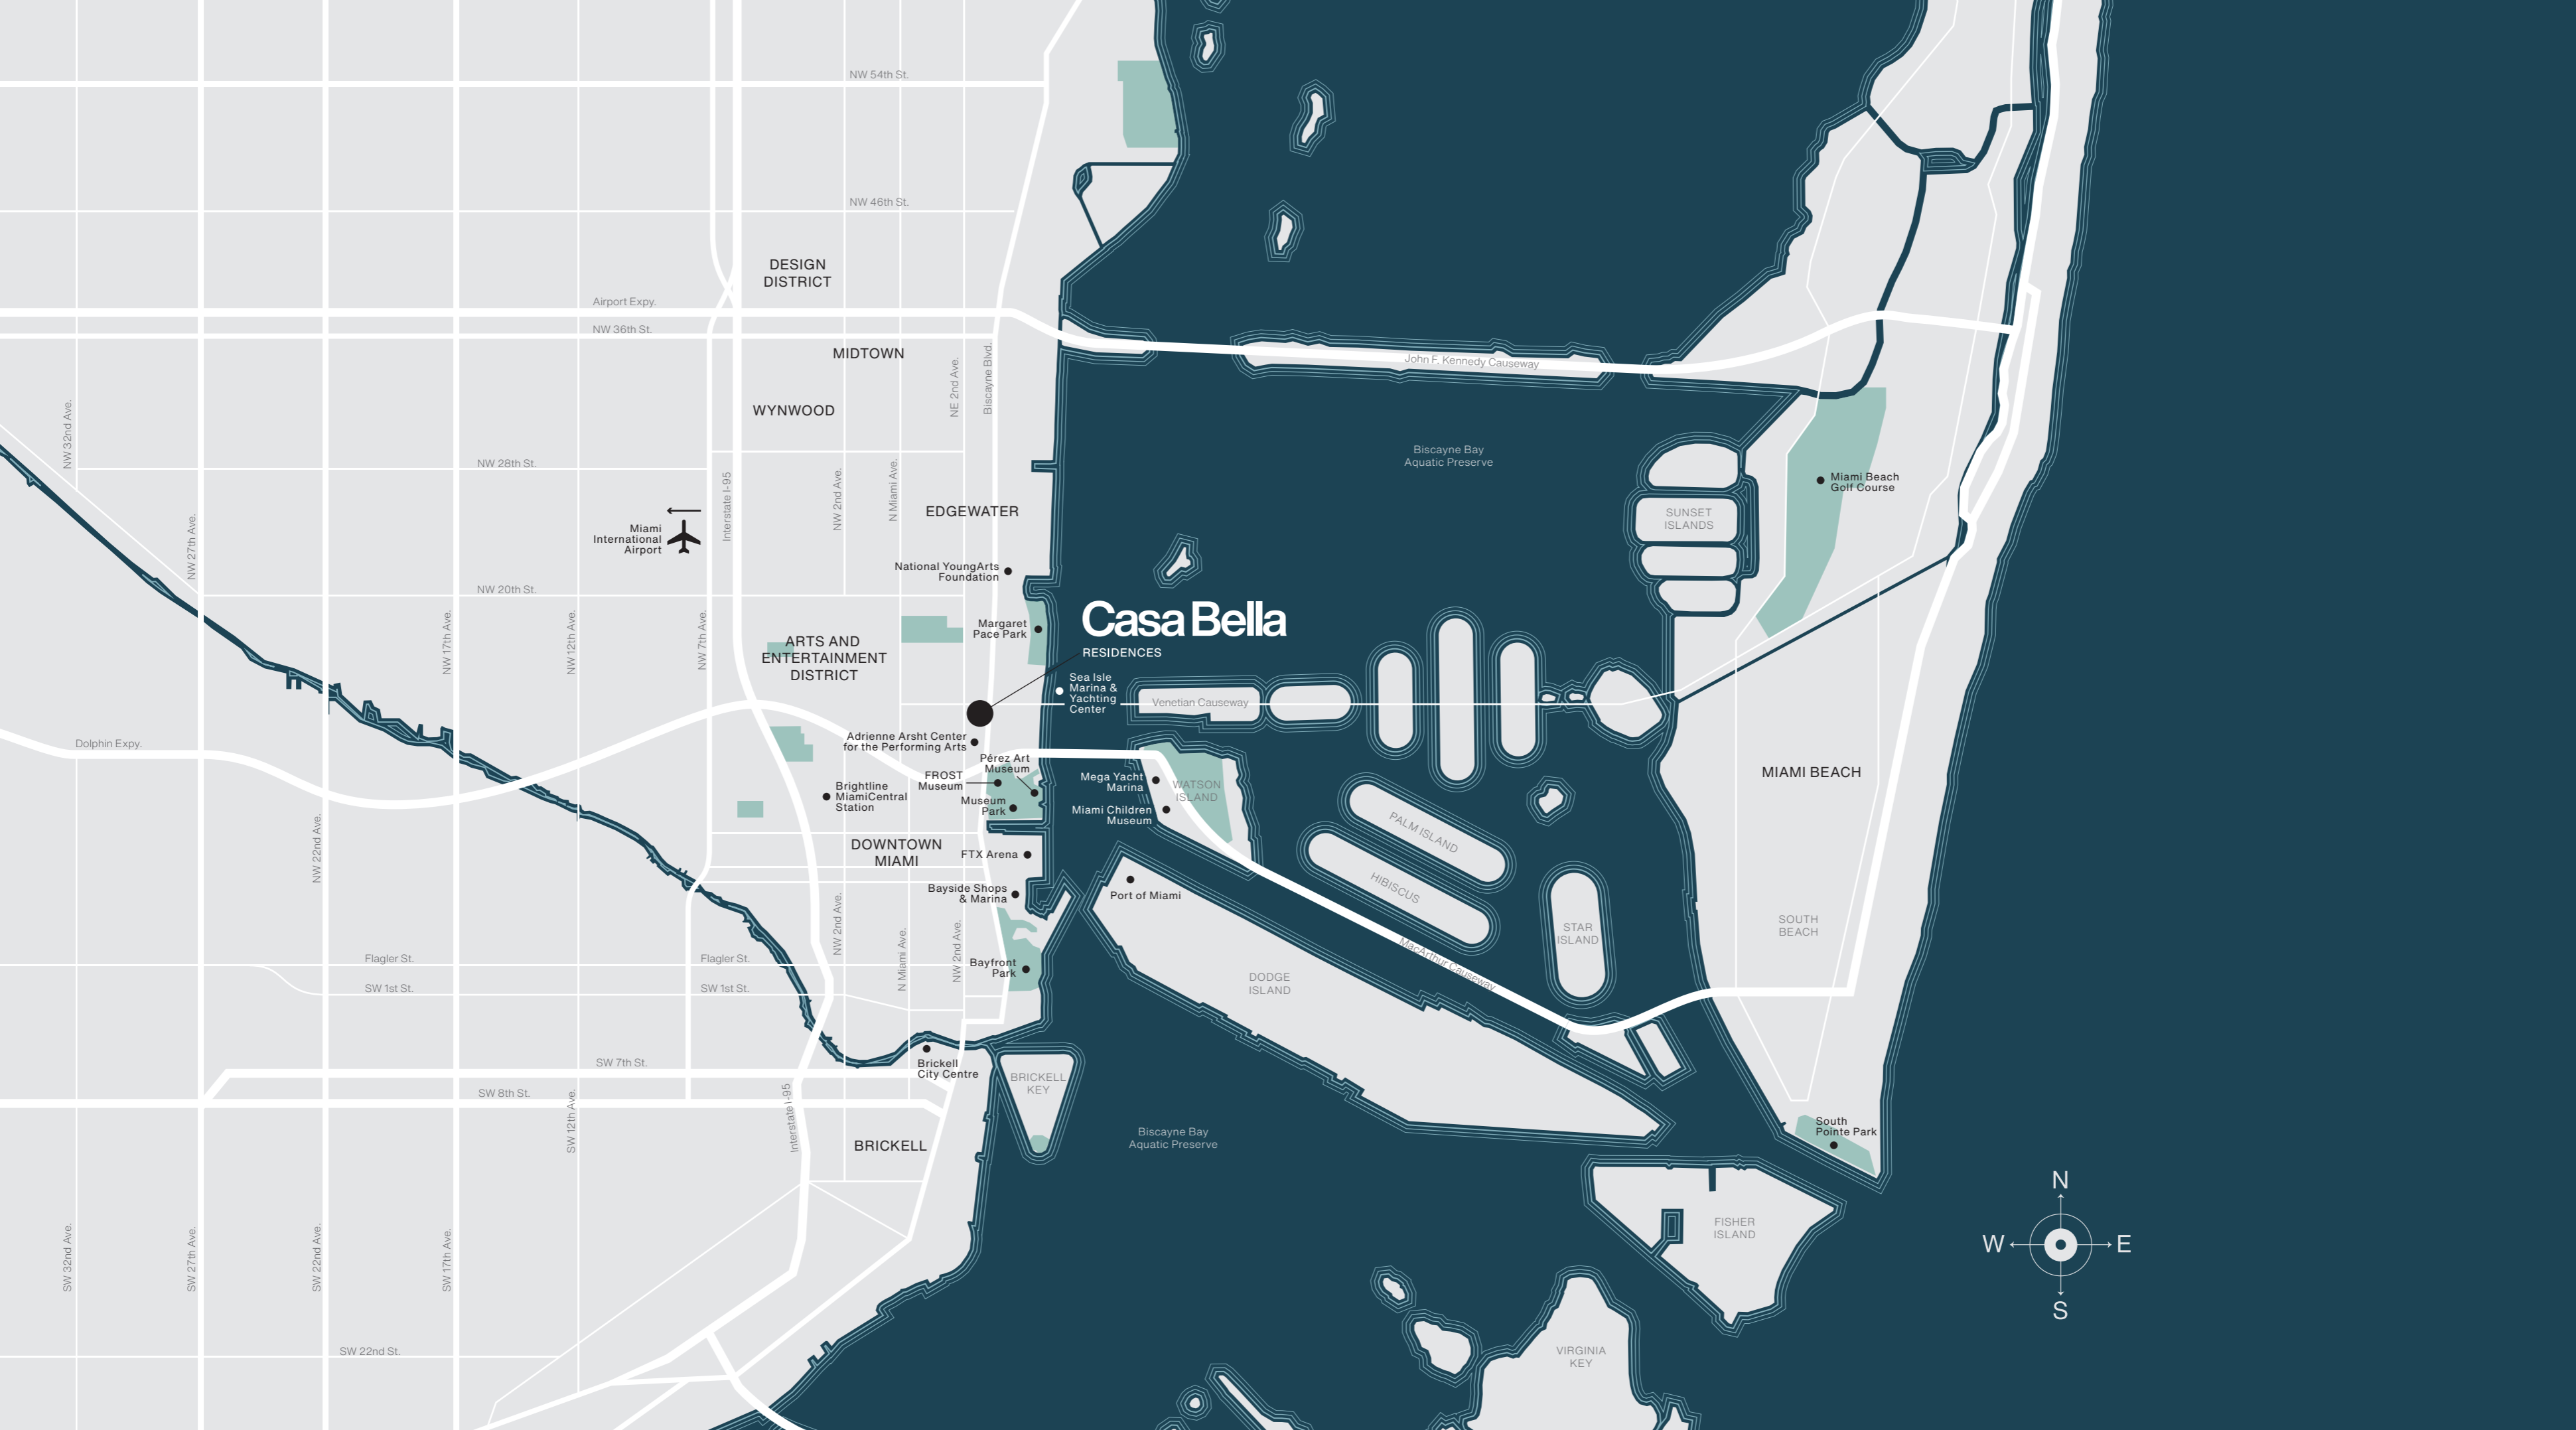 NW 54th St.
NW 46th St.
DESIGN
DISTRICT
Airport Expy.
NW 36th St.
MIDTOWN
John F. Kennedy Causeway
NE 2nd Ave.
Biscayne Blvd.
WYNWOOD
NW 32nd Ave.
NW 28th St.
Biscayne Bay
Aquatic Preserve
Miami Beach
Golf Course
Interstate I-95
NW 2nd Ave.
N Miami Ave.
EDGEWATER
SUNSET
ISLANDS
NW 27th Ave.
Miami
International
Airport
National YoungArts
Foundation
NW 20th St.
Casa Bella
RESIDENCES
Margaret
Pace Park
NW 17th Ave.
NW 12th Ave.
NW 7th Ave.
ARTS AND
ENTERTAINMENT
DISTRICT
Sea Isle
Marina &
Yachting
Center
Venetian Causeway
Dolphin Expy.
Adrienne Arsht Center
for the Performing Arts
Pérez Art
Museum
FROST
Museum
Museum
Park
Brightline
MiamiCentral
Station
Mega Yacht
Marina
WATSON
ISLAND
Miami Children
Museum
MIAMI BEACH
PALM ISLAND
HIBISCUS
NW 22nd Ave.
DOWNTOWN
MIAMI
FTX Arena
Bayside Shops
& Marina
Port of Miami
STAR
ISLAND
SOUTH
BEACH
NW 2nd Ave.
N Miami Ave.
NW 2nd Ave.
MacArthur Causeway
Flagler St.
Flagler St.
Bayfront
Park
DODGE
ISLAND
SW 1st St.
SW 1st St.
SW 7th St.
Brickell
City Centre
BRICKELL
KEY
SW 8th St.
SW 12th Ave.
Interstate I-95
BRICKELL
Biscayne Bay
Aquatic Preserve
South
Pointe Park
FISHER
ISLAND
N
W
E
S
SW 32nd Ave.
SW 27th Ave.
SW 22nd Ave.
SW 17th Ave.
SW 22nd St.
VIRGINIA
KEY